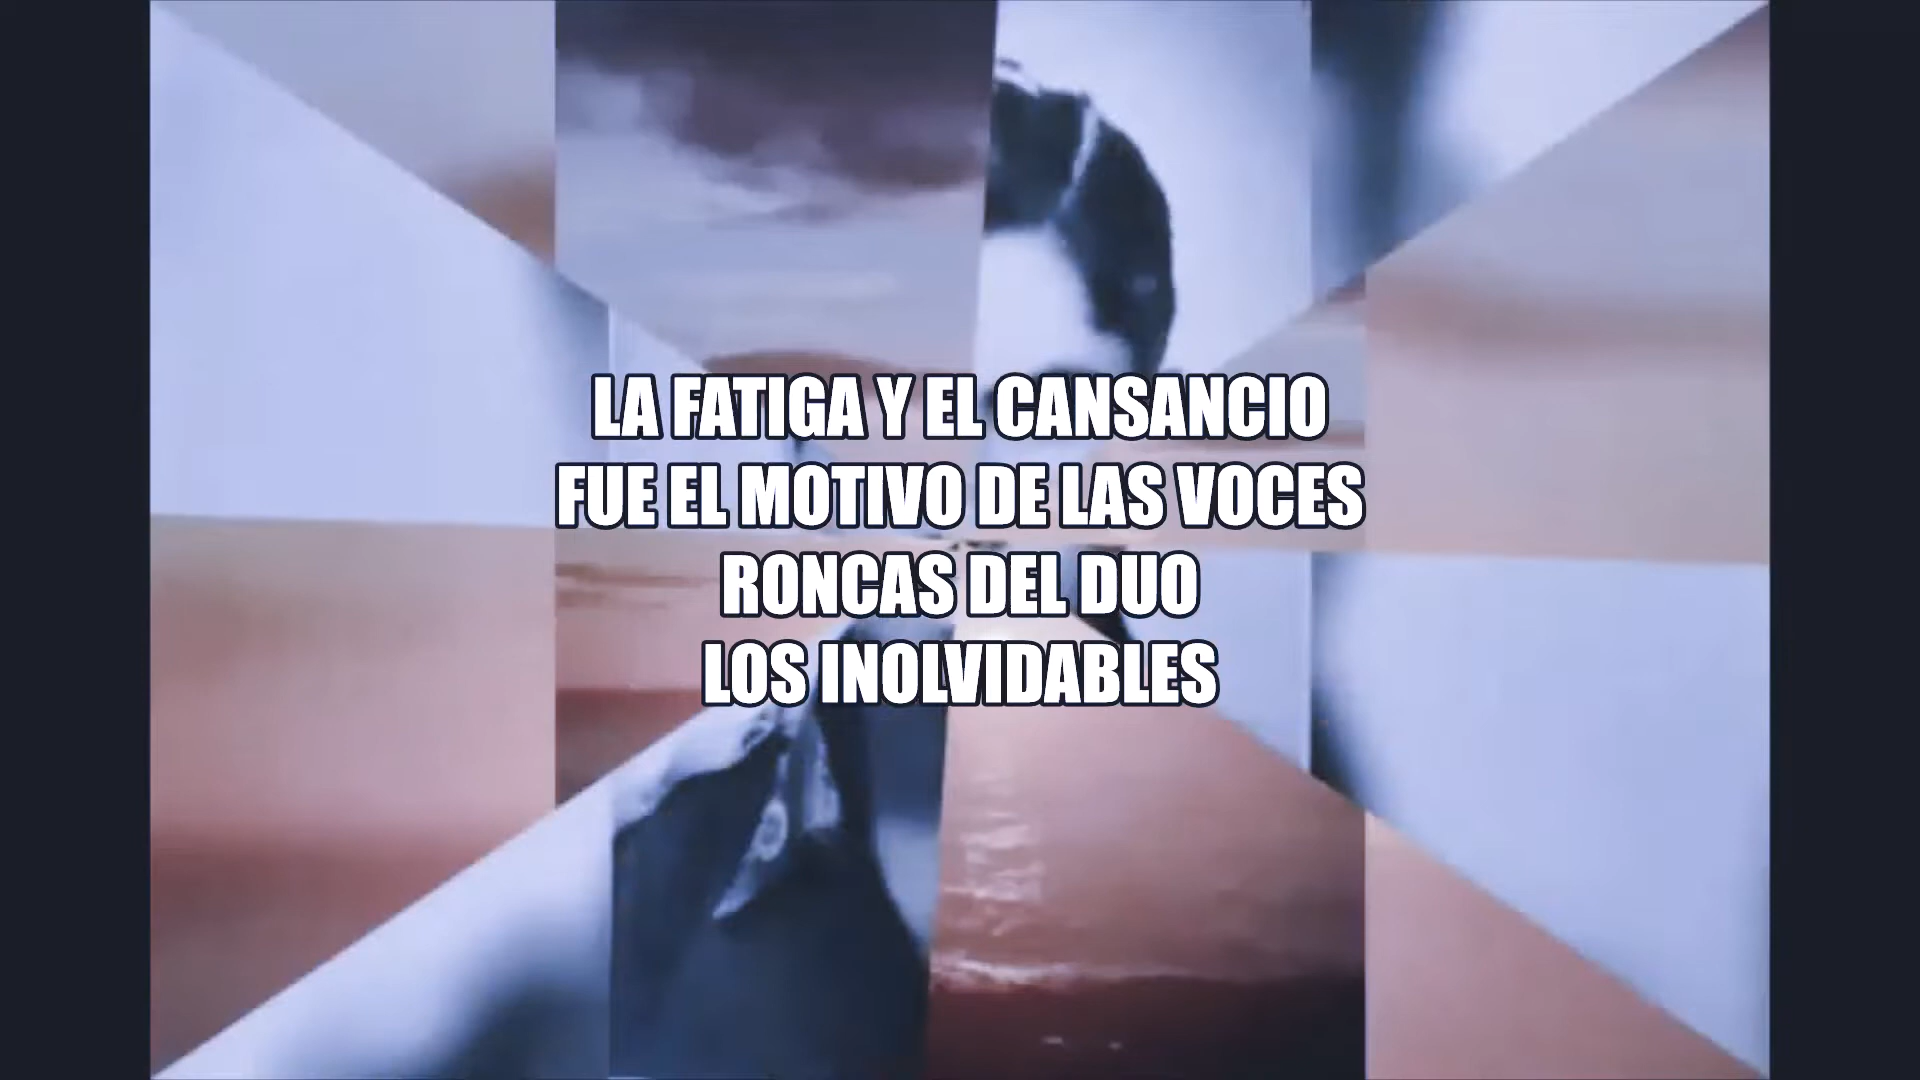 LA FATIGA Y EL CANSANCIO
FUE EL MOTIVO DE LAS VOCES
RONCAS DEL DUO
LOS INOLVIDABLES